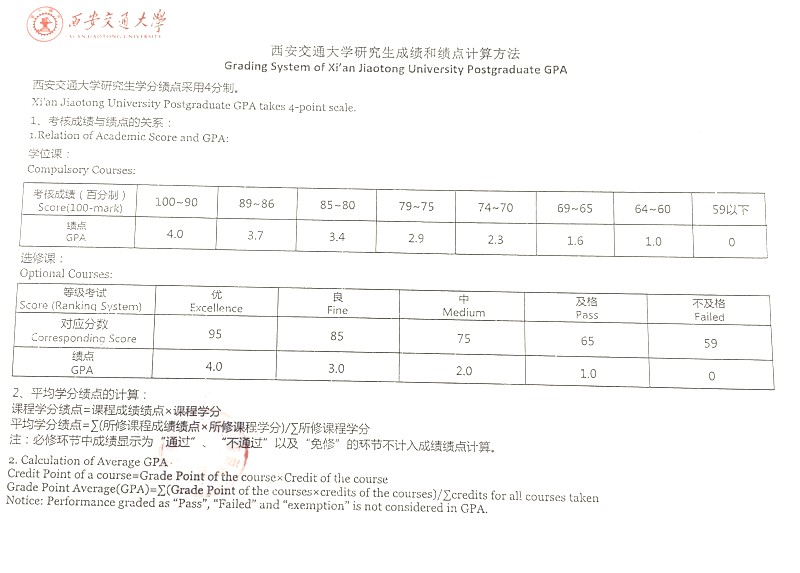 西安交通大学
XI'AN JIAOTONG UNIVERSITY
西安交通大学研究生成绩和绩点计算方法
Grading System of Xi'an Jiaotong University Postgraduate GPA
西安交通大学研究生学分绩点采用4分制。
Xi'an Jiaotong University Postgraduate GPA takes 4-point scale.
1、考核成绩与绩点的关系：
1.Relation of Academic Score and GPA:
学位课：
Compulsory Courses:
考核成绩（百分制） 100~90 89~86 85~80 79~75 74~70 69~65 64~60 59以下
Score(100-mark)
绩点 4.0 3.7 3.4 2.9 2.3 1.6 1.0 0
GPA
选修课：
Optional Courses:
等级考试 优 良 中 及格 不及格
Score (Ranking System) Excellence Fine Medium Pass Failed
对应分数 95 85 75 65 59
Corresponding Score
绩点 4.0 3.0 2.0 1.0 0
GPA
2、平均学分绩点的计算：
课程学分绩点=课程成绩绩点×课程学分
平均学分绩点=∑(所修课程成绩绩点×所修课程学分)/∑所修课程学分
注：必修环节中成绩显示为“通过”、“不通过”以及“免修”的环节不计入成绩绩点计算。
2. Calculation of Average GPA
Credit Point of a course=Grade Point of the course×Credit of the course
Grade Point Average(GPA)=∑(Grade Point of the courses×credits of the courses)/∑credits for all courses taken
Notice: Performance graded as “Pass”, “Failed” and “exemption” is not considered in GPA.